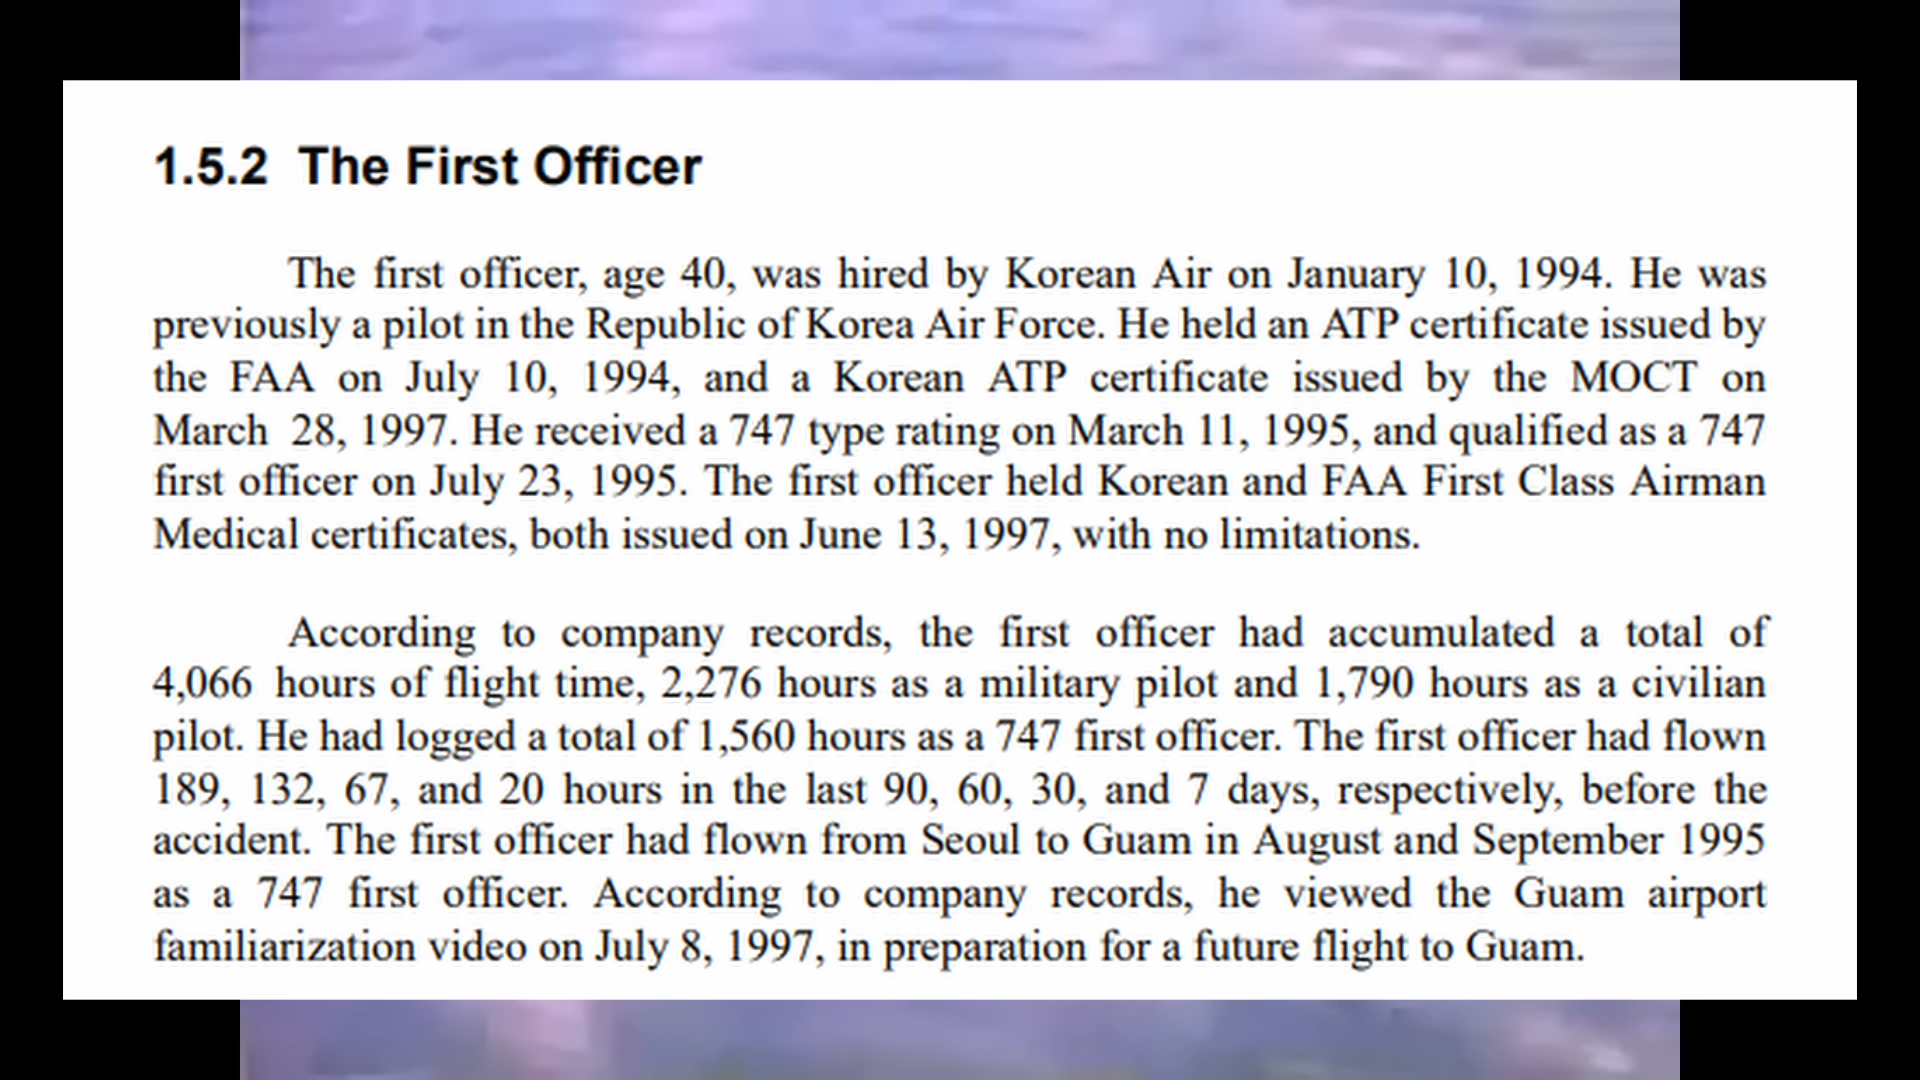 1.5.2 The First Officer
The first officer, age 40, was hired by Korean Air on January 10, 1994. He was
previously a pilot in the Republic of Korea Air Force. He held an ATP certificate issued by
the FAA on July 10, 1994, and a Korean ATP certificate issued by the MOCT on
March 28, 1997. He received a 747 type rating on March 11, 1995, and qualified as a 747
first officer on July 23, 1995. The first officer held Korean and FAA First Class Airman
Medical certificates, both issued on June 13, 1997, with no limitations.
According to company records, the first officer had accumulated a total of
4,066 hours of flight time, 2,276 hours as a military pilot and 1,790 hours as a civilian
pilot. He had logged a total of 1,560 hours as a 747 first officer. The first officer had flown
189, 132, 67, and 20 hours in the last 90, 60, 30, and 7 days, respectively, before the
accident. The first officer had flown from Seoul to Guam in August and September 1995
as a 747 first officer. According to company records, he viewed the Guam airport
familiarization video on July 8, 1997, in preparation for a future flight to Guam.